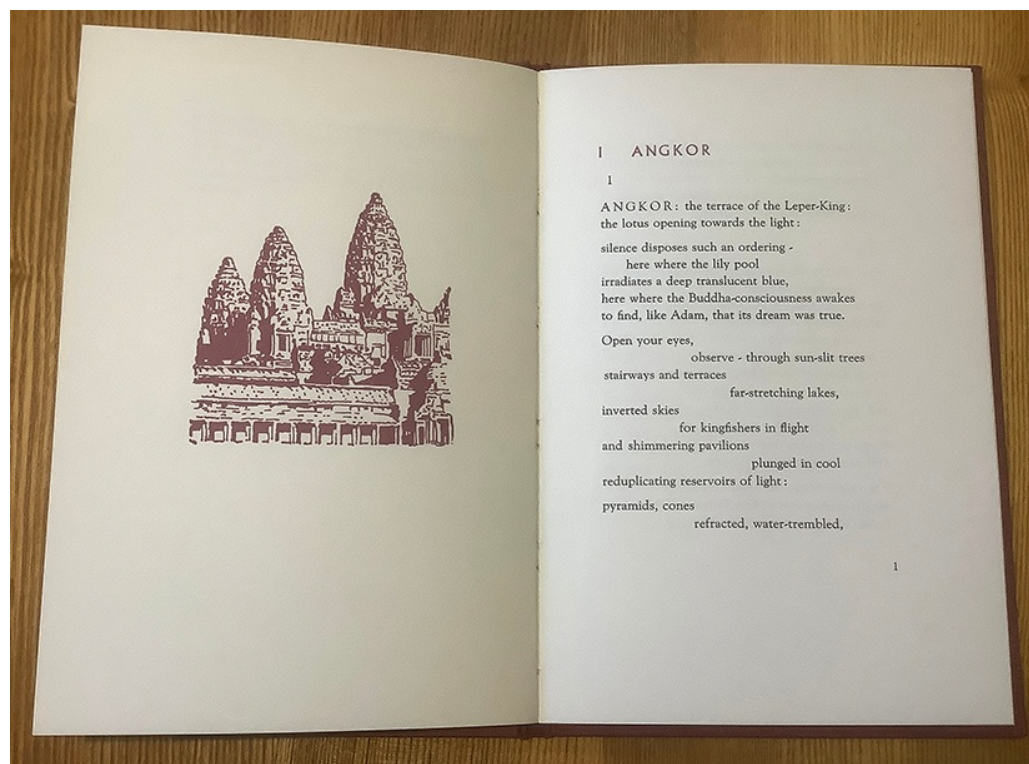 I ANGKOR
1
ANGKOR: the terrace of the Leper-King:
the lotus opening towards the light:
silence disposes such an ordering -
here where the lily pool
irradiates a deep translucent blue,
here where the Buddha-consciousness awakes
to find, like Adam, that its dream was true.
Open your eyes,
observe - through sun-slit trees
stairways and terraces
far-stretching lakes,
inverted skies
for kingfishers in flight
and shimmering pavilions
plunged in cool
reduplicating reservoirs of light:
pyramids, cones
refracted, water-trembled,
1